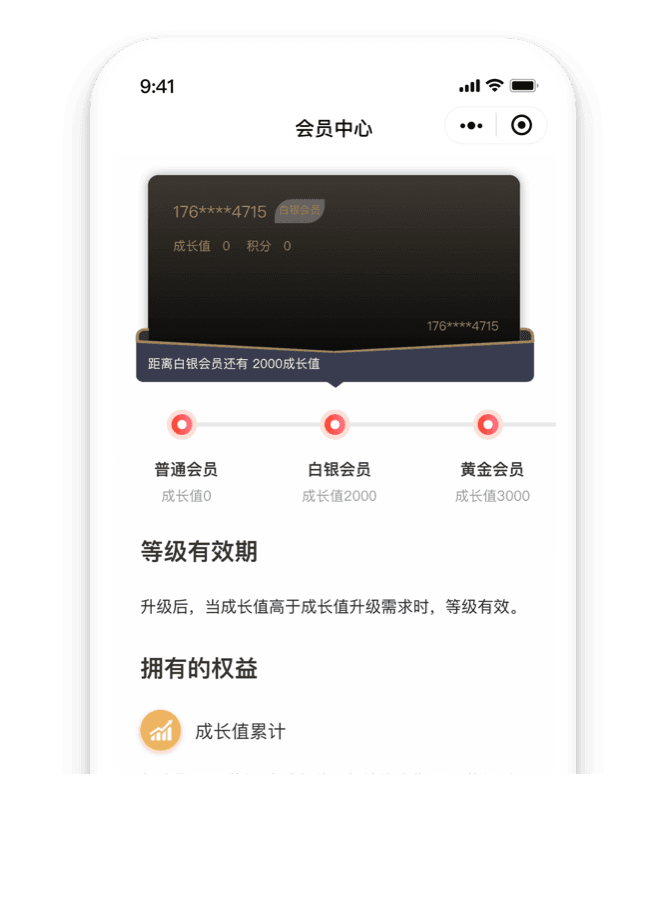 9:41
会员中心
176****4715 白银会员
成长值 0 积分 0
176****4715
距离白银会员还有 2000成长值
普通会员 白银会员 黄金会员
成长值0 成长值2000 成长值3000
等级有效期
升级后，当成长值高于成长值升级需求时，等级有效。
拥有的权益
成长值累计